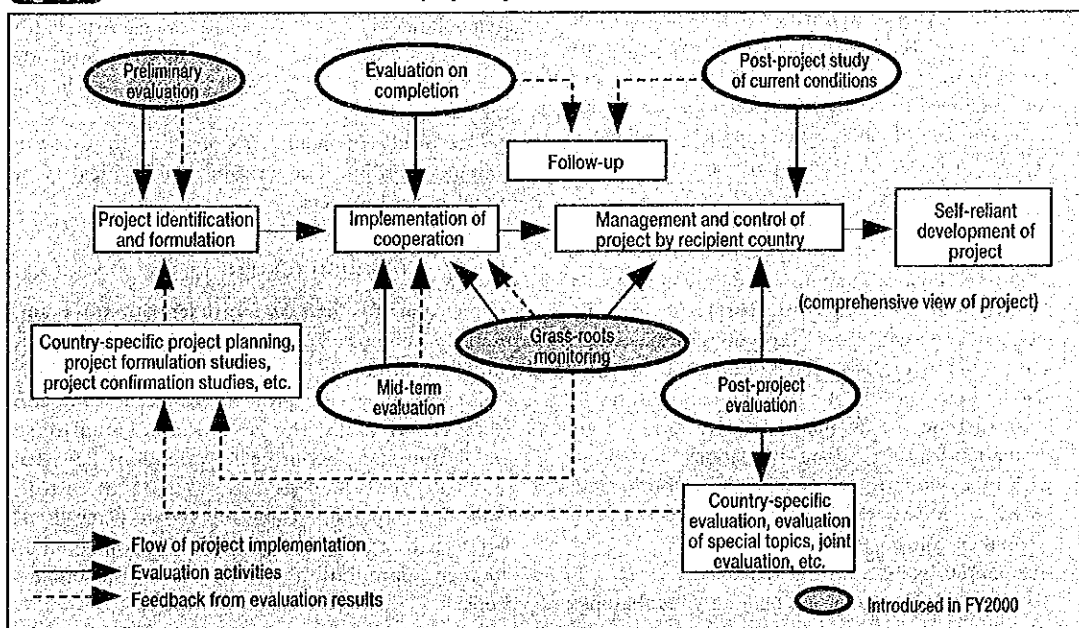 Preliminary
evaluation
Evaluation on
completion
Post-project study
of current conditions
Follow-up
Project identification
and formulation
Implementation of
cooperation
Management and control of
project by recipient country
Self-reliant
development of
project
(comprehensive view of project)
Country-specific project planning,
project formulation studies,
project confirmation studies, etc.
Grass-roots
monitoring
Mid-term
evaluation
Post-project
evaluation
Country-specific
evaluation, evaluation
of special topics, joint
evaluation, etc.
Flow of project implementation
Evaluation activities
Feedback from evaluation results
Introduced in FY2000